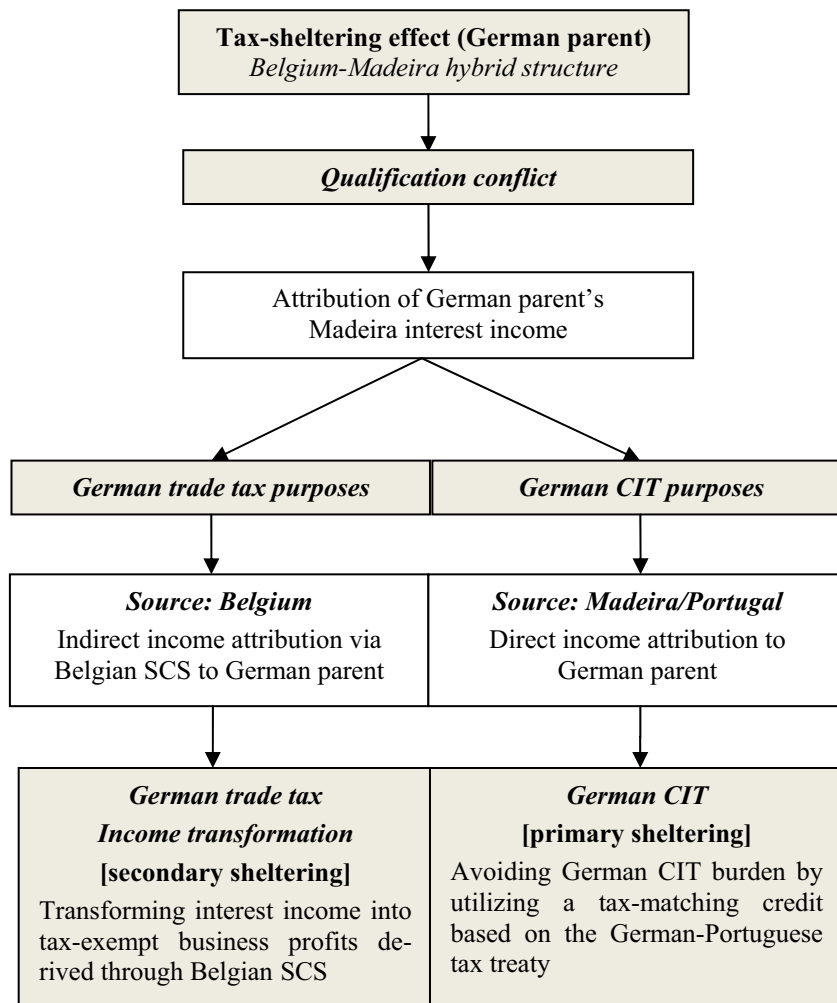 Tax-sheltering effect (German parent)
Belgium-Madeira hybrid structure
Qualification conflict
Attribution of German parent’s
Madeira interest income
German trade tax purposes
German CIT purposes
Source: Belgium
Indirect income attribution via
Belgian SCS to German parent
Source: Madeira/Portugal
Direct income attribution to
German parent
German trade tax
Income transformation
[secondary sheltering]
Transforming interest income into
tax-exempt business profits de-
rived through Belgian SCS
German CIT
[primary sheltering]
Avoiding German CIT burden by
utilizing a tax-matching credit
based on the German-Portuguese
tax treaty